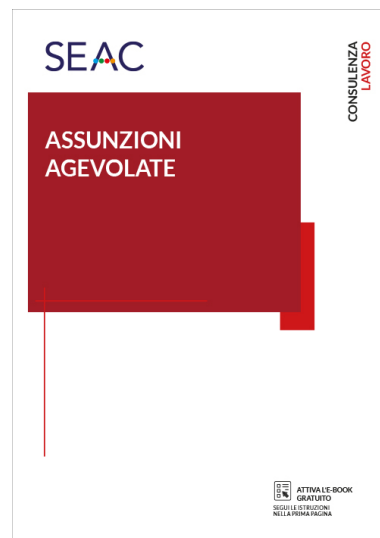 SEAC
CONSULENZA
LAVORO
ASSUNZIONI
AGEVOLATE
ATTIVA L'E-BOOK
GRATUITO
SEGUI LE ISTRUZIONI
NELLA PRIMA PAGINA